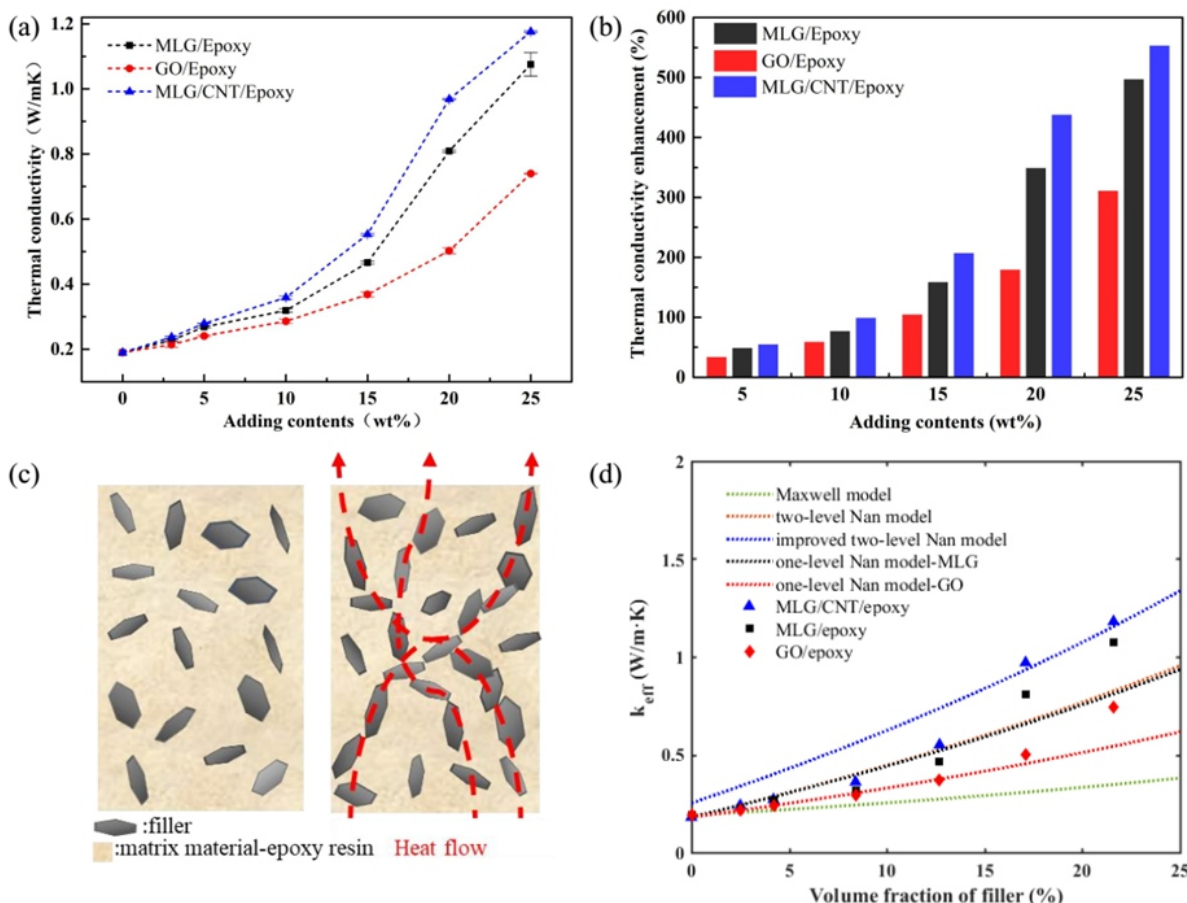 (a)
1.2
1.0
0.8
0.6
0.4
0.2
Thermal conductivity（W/mK）
MLG/Epoxy
GO/Epoxy
MLG/CNT/Epoxy
0 5 10 15 20 25
Adding contents（wt%）
(b)
600
500
400
300
200
100
0
Thermal conductivity enhancement (%)
MLG/Epoxy
GO/Epoxy
MLG/CNT/Epoxy
5 10 15 20 25
Adding contents (wt%)
(c)
:filler
:matrix material-epoxy resin
Heat flow
(d)
2
1.5
1
0.5
0
k_eff (W/m·K)
Maxwell model
two-level Nan model
improved two-level Nan model
one-level Nan model-MLG
one-level Nan model-GO
MLG/CNT/epoxy
MLG/epoxy
GO/epoxy
0 5 10 15 20 25
Volume fraction of filler (%)